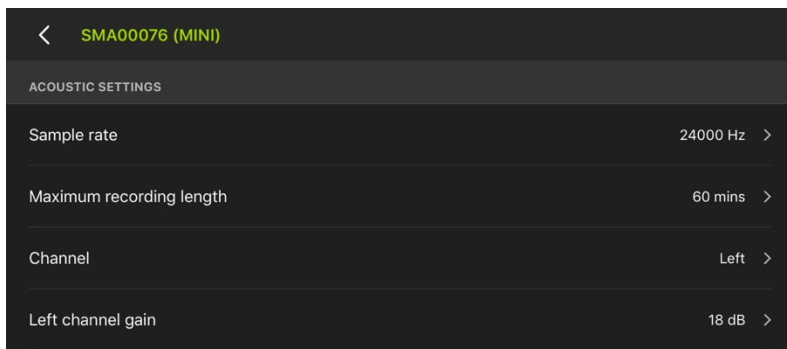 SMA00076 (MINI)
ACOUSTIC SETTINGS
Sample rate 24000 Hz
Maximum recording length 60 mins
Channel Left
Left channel gain 18 dB